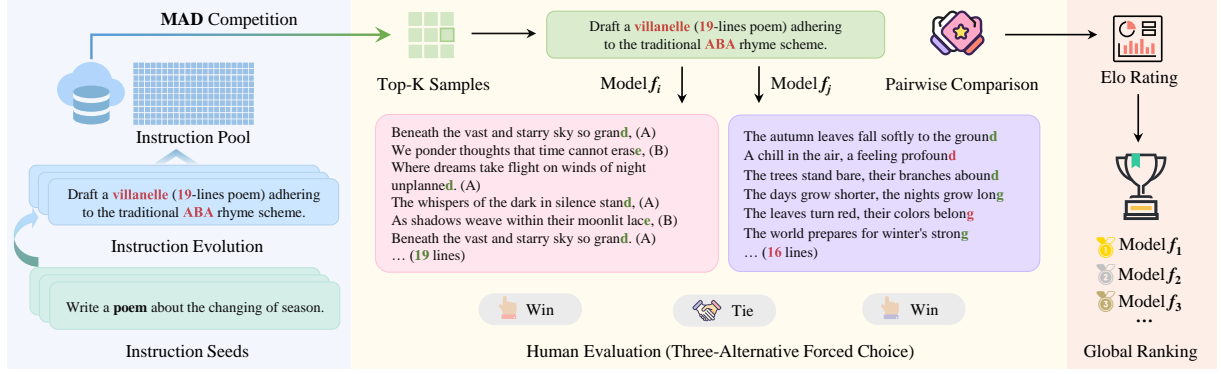 MAD Competition
Instruction Pool
Draft a villanelle (19-lines poem) adhering
to the traditional ABA rhyme scheme.
Instruction Evolution
Write a poem about the changing of season.
Instruction Seeds
Top-K Samples
Draft a villanelle (19-lines poem) adhering
to the traditional ABA rhyme scheme.
Model fi
Model fj
Pairwise Comparison
Beneath the vast and starry sky so grand, (A)
We ponder thoughts that time cannot erase, (B)
Where dreams take flight on winds of night
unplanned. (A)
The whispers of the dark in silence stand, (A)
As shadows weave within their moonlit lace, (B)
Beneath the vast and starry sky so grand. (A)
… (19 lines)
The autumn leaves fall softly to the ground
A chill in the air, a feeling profound
The trees stand bare, their branches abound
The days grow shorter, the nights grow long
The leaves turn red, their colors belong
The world prepares for winter's strong
… (16 lines)
Win
Tie
Win
Human Evaluation (Three-Alternative Forced Choice)
Elo Rating
1 Model f1
2 Model f2
3 Model f3
…
Global Ranking